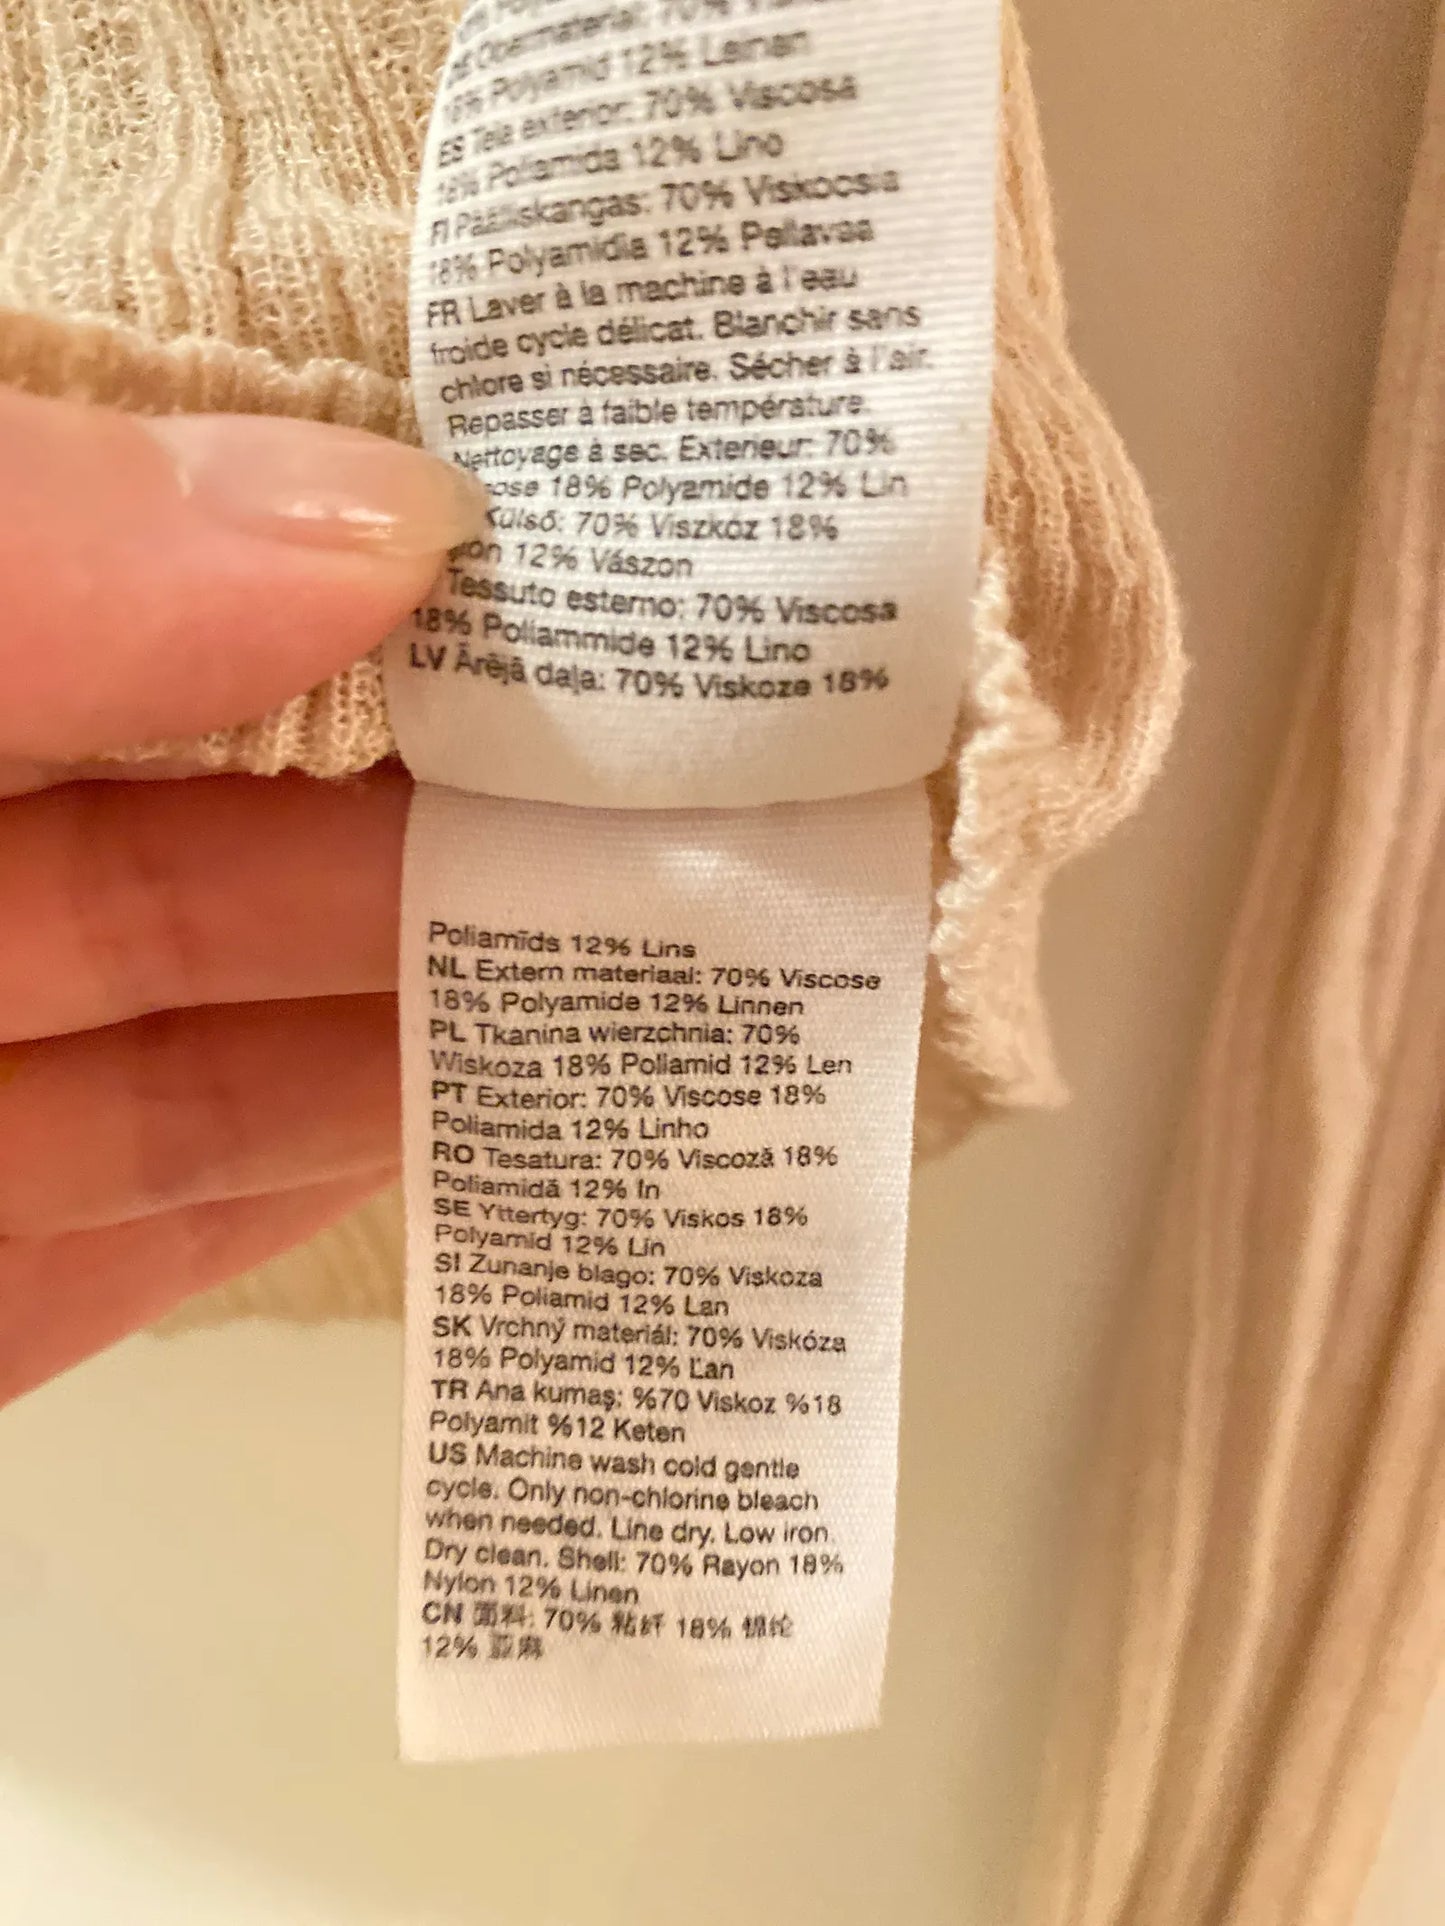 DE Obermaterial: 70% Viskose
18% Polyamid 12% Leinen
ES Tela exterior: 70% Viscosa
18% Poliamida 12% Lino
FI Päälliskangas: 70% Viskocsia
18% Polyamidia 12% Pellavaa
FR Laver à la machine à l'eau
froide cycle délicat. Blanchir sans
chlore si nécessaire. Sécher à l'air.
Repasser à faible température.
Nettoyage à sec. Exterieur: 70%
18% Polyamide 12% Lin
Külső: 70% Viszkóz 18%
12% Vászon
Tessuto esterno: 70% Viscosa
18% Poliammide 12% Lino
LV Ārējā daļa: 70% Viskoze 18%
Poliamīds 12% Lins
NL Extern materiaal: 70% Viscose
18% Polyamide 12% Linnen
PL Tkanina wierzchnia: 70%
Wiskoza 18% Poliamid 12% Len
PT Exterior: 70% Viscose 18%
Poliamida 12% Linho
RO Tesatura: 70% Viscoză 18%
Poliamidă 12% In
SE Yttertyg: 70% Viskos 18%
Polyamid 12% Lin
SI Zunanje blago: 70% Viskoza
18% Poliamid 12% Lan
SK Vrchný materiál: 70% Viskóza
18% Polyamid 12% Ľan
TR Ana kumaş: %70 Viskoz %18
Polyamit %12 Keten
US Machine wash cold gentle
cycle. Only non-chlorine bleach
when needed. Line dry. Low iron.
Dry clean. Shell: 70% Rayon 18%
Nylon 12% Linen
CN 面料: 70% 粘纤 18% 锦纶
12% 亚麻